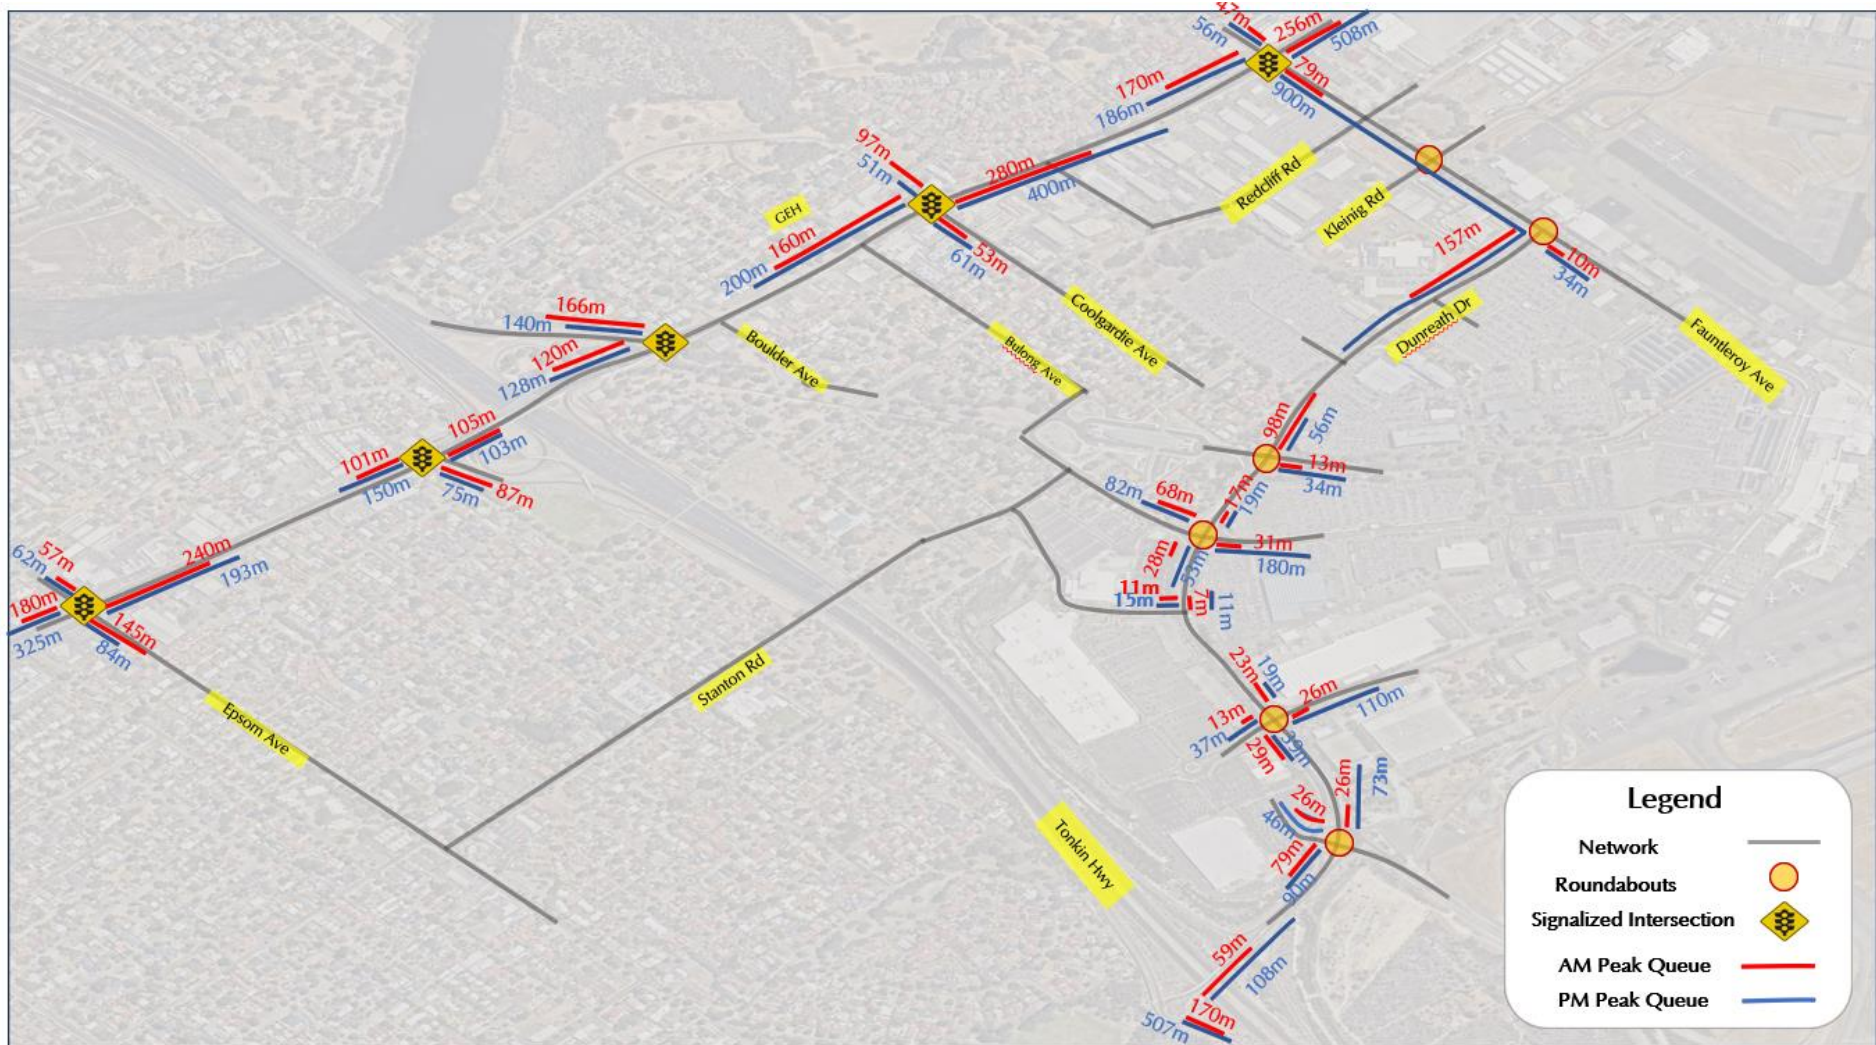 47m
256m
56m
508m
170m
79m
900m
186m
97m
51m
280m
400m
Redcliff Rd
Kleinig Rd
GEH
160m
200m
53m
61m
157m
10m
34m
166m
140m
120m
128m
Boulder Ave
Bulong Ave
Coolgardie Ave
Dunreath Dr
Fauntleroy Ave
105m
103m
101m
150m
75m
87m
98m
56m
13m
34m
17m
19m
82m
68m
31m
180m
28m
53m
11m
15m
7m
11m
57m
62m
240m
193m
180m
325m
145m
84m
Epsom Ave
Stanton Rd
23m
19m
26m
110m
13m
37m
29m
39m
26m
73m
26m
46m
79m
90m
Tonkin Hwy
59m
108m
170m
507m
Legend
Network
Roundabouts
Signalized Intersection
AM Peak Queue
PM Peak Queue